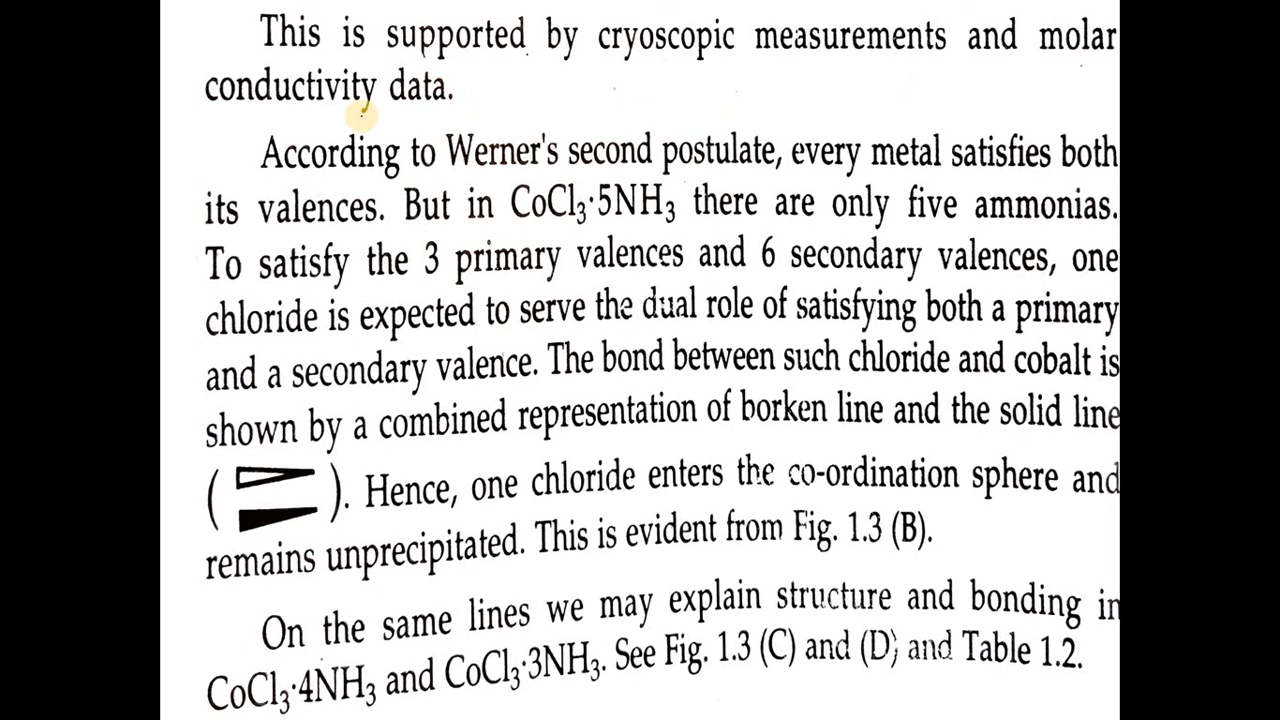 This is supported by cryoscopic measurements and molar
conductivity data.
According to Werner's second postulate, every metal satisfies both
its valences. But in CoCl₃·5NH₃ there are only five ammonias.
To satisfy the 3 primary valences and 6 secondary valences, one
chloride is expected to serve the dual role of satisfying both a primary
and a secondary valence. The bond between such chloride and cobalt is
shown by a combined representation of borken line and the solid line
( ). Hence, one chloride enters the co-ordination sphere and
remains unprecipitated. This is evident from Fig. 1.3 (B).
On the same lines we may explain structure and bonding in
CoCl₃·4NH₃ and CoCl₃·3NH₃. See Fig. 1.3 (C) and (D) and Table 1.2.